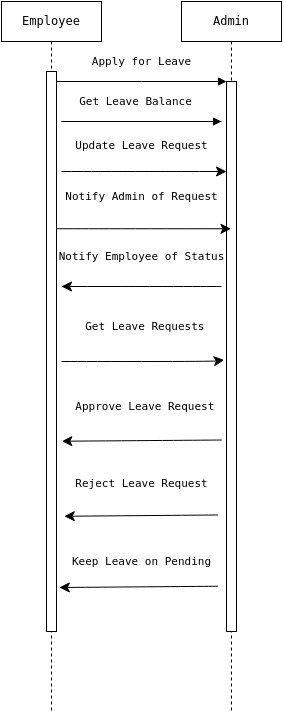 Employee
Admin
Apply for Leave
Get Leave Balance
Update Leave Request
Notify Admin of Request
Notify Employee of Status
Get Leave Requests
Approve Leave Request
Reject Leave Request
Keep Leave on Pending